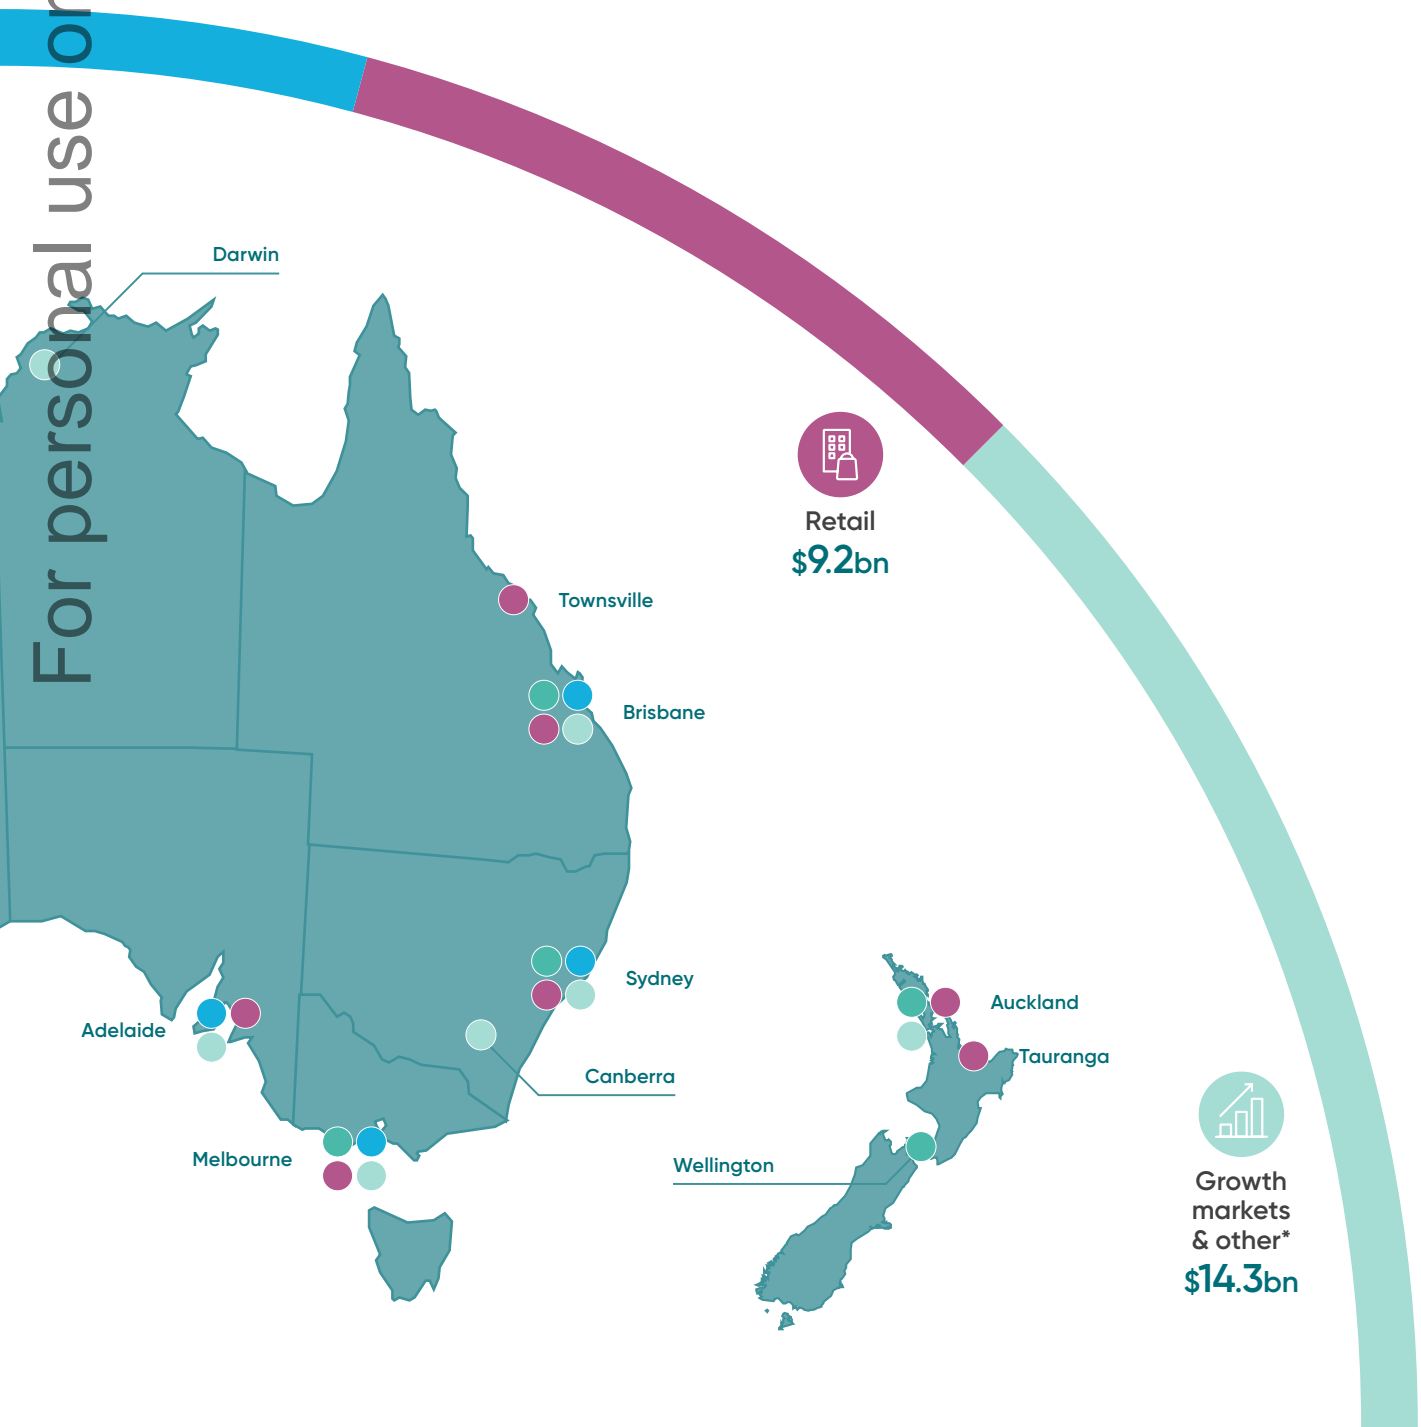 For personal use or
Darwin
Retail
$9.2bn
Townsville
Brisbane
Sydney
Adelaide
Auckland
Tauranga
Canberra
Melbourne
Wellington
Growth
markets
& other*
$14.3bn